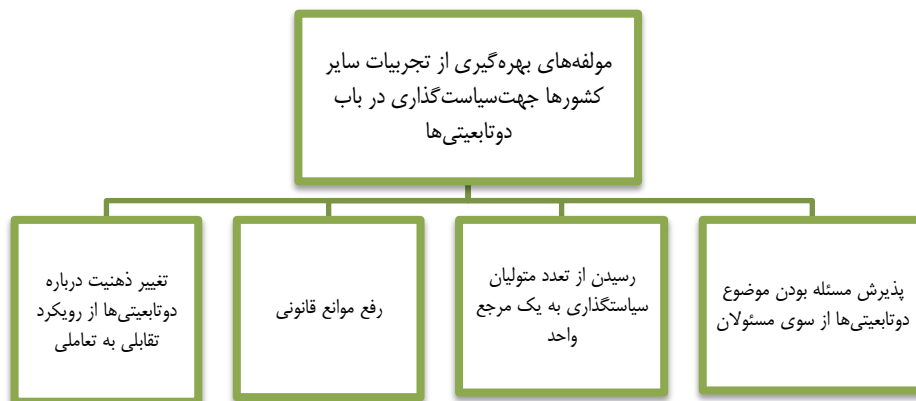 مولفه‌های بهره‌گیری از تجربیات سایر
کشورها جهت‌سیاست‌گذاری در باب
دوتابعیتی‌ها
پذیرش مسئله بودن موضوع
دوتابعیتی‌ها از سوی مسئولان
رسیدن از تعدد متولیان
سیاستگذاری به یک مرجع
واحد
رفع موانع قانونی
تغییر ذهنیت درباره
دوتابعیتی‌ها از رویکرد
تقابلی به تعاملی